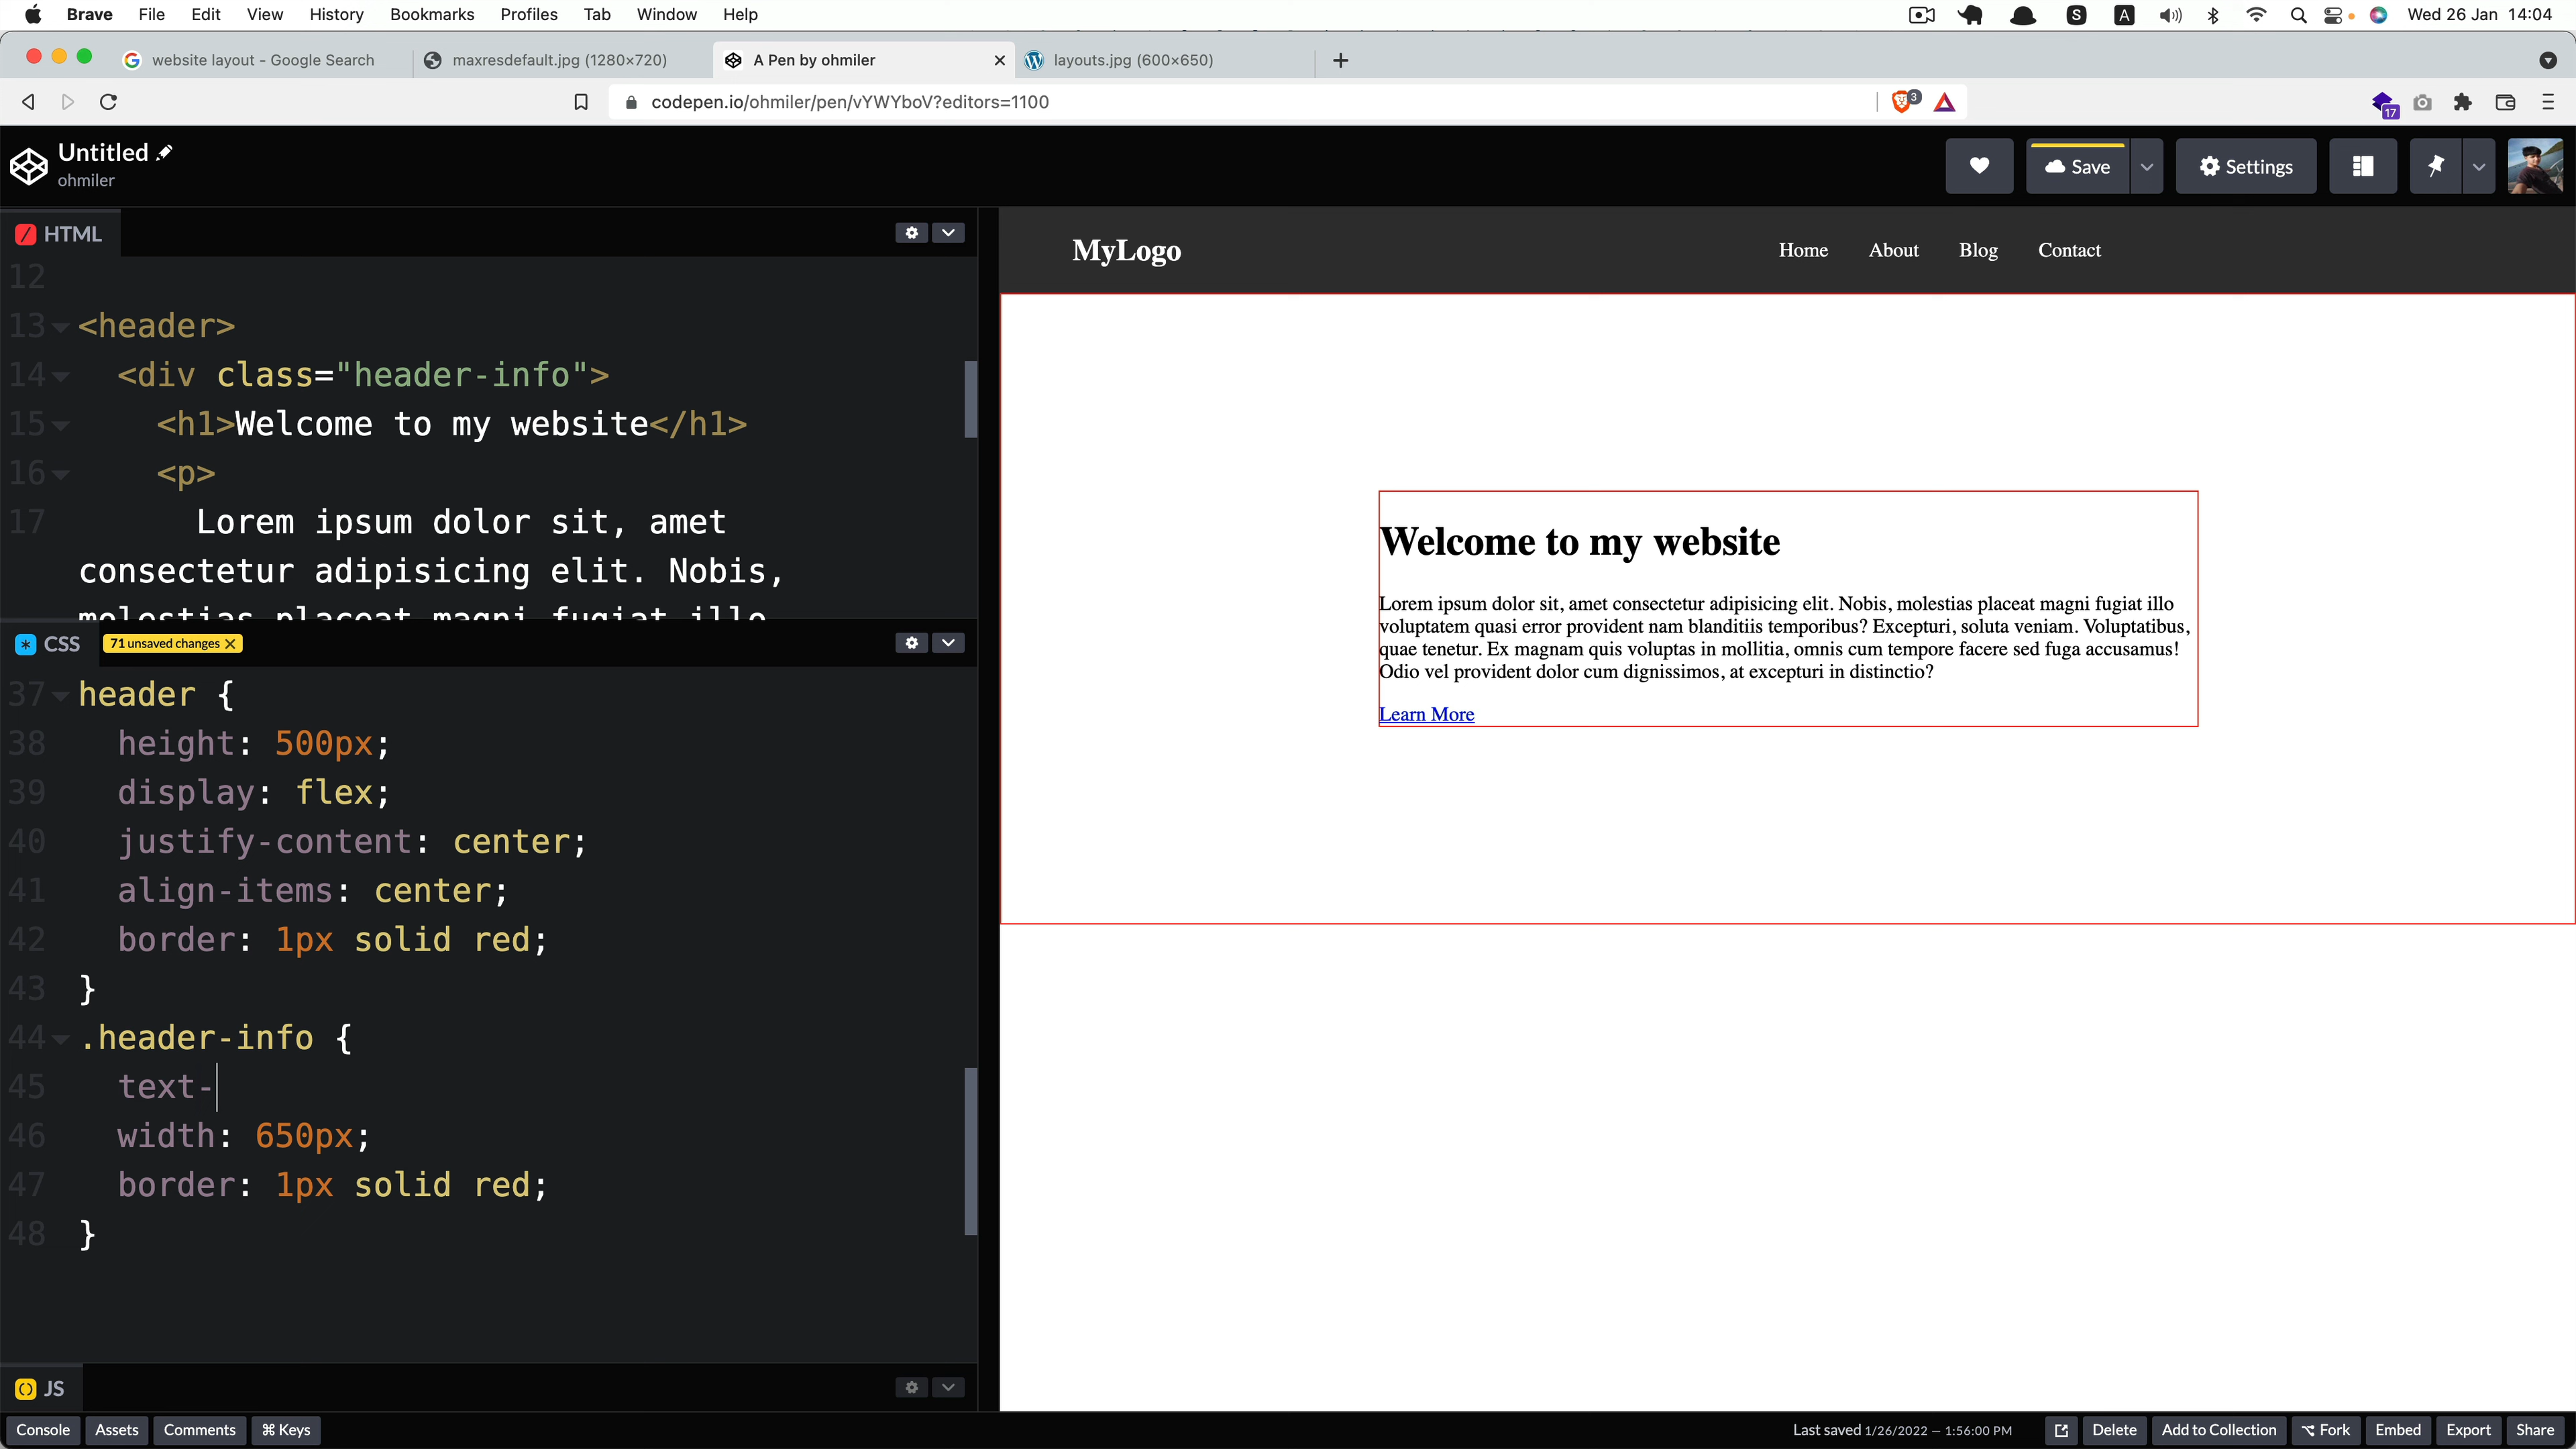 Brave File Edit View History Bookmarks Profiles Tab Window Help Wed 26 Jan 14:04
website layout - Google Search maxresdefault.jpg (1280×720) A Pen by ohmiler layouts.jpg (600×650)
codepen.io/ohmiler/pen/vYWYboV?editors=1100 3 17
Untitled
ohmiler
Save Settings
HTML
12
13 <header>
14 <div class="header-info">
15 <h1>Welcome to my website</h1>
16 <p>
17 Lorem ipsum dolor sit, amet
consectetur adipisicing elit. Nobis,
molestias placeat magni fugiat illo
CSS 71 unsaved changes
37 header {
38 height: 500px;
39 display: flex;
40 justify-content: center;
41 align-items: center;
42 border: 1px solid red;
43 }
44 .header-info {
45 text-
46 width: 650px;
47 border: 1px solid red;
48 }
JS
MyLogo Home About Blog Contact
Welcome to my website
Lorem ipsum dolor sit, amet consectetur adipisicing elit. Nobis, molestias placeat magni fugiat illo
voluptatem quasi error provident nam blanditiis temporibus? Excepturi, soluta veniam. Voluptatibus,
quae tenetur. Ex magnam quis voluptas in mollitia, omnis cum tempore facere sed fuga accusamus!
Odio vel provident dolor cum dignissimos, at excepturi in distinctio?
Learn More
Console Assets Comments ⌘ Keys Last saved 1/26/2022 — 1:56:00 PM Delete Add to Collection Fork Embed Export Share